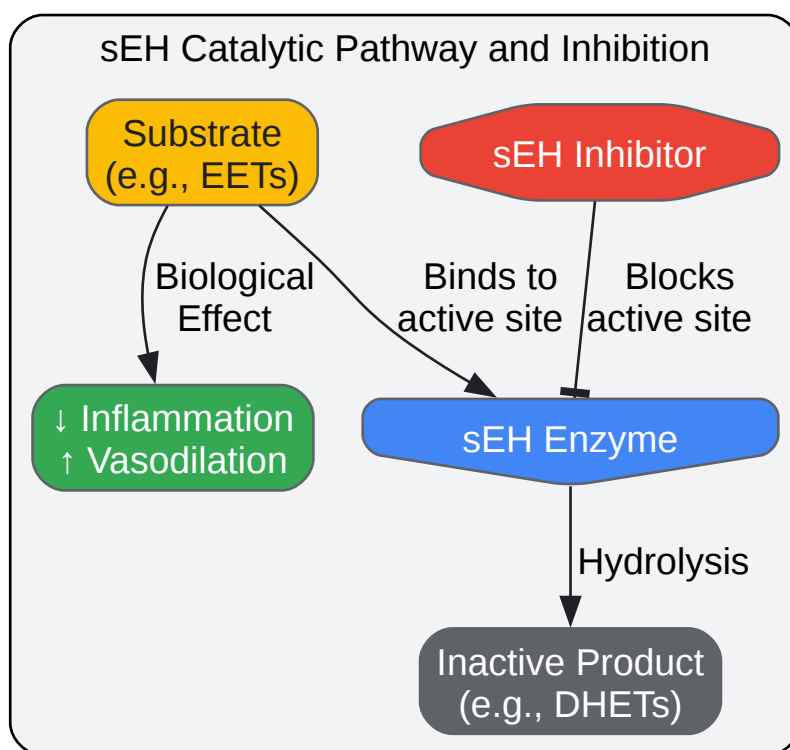 sEH Catalytic Pathway and Inhibition
Substrate
(e.g., EETs)
sEH Inhibitor
Biological
Effect
Binds to
active site
Blocks
active site
↓ Inflammation
↑ Vasodilation
sEH Enzyme
Hydrolysis
Inactive Product
(e.g., DHETs)